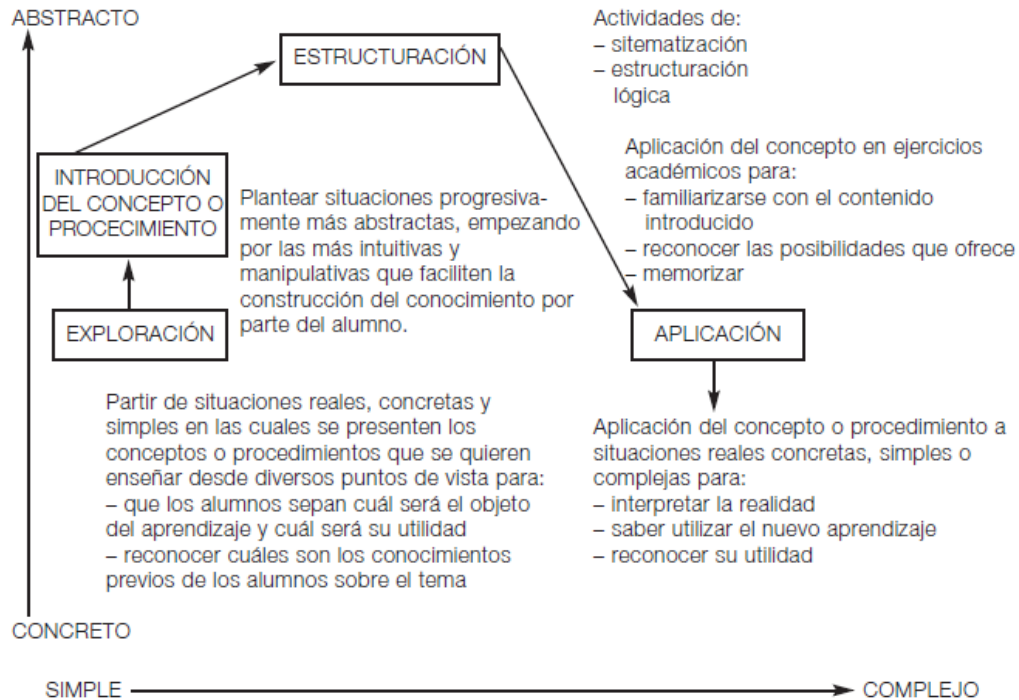 ABSTRACTO
ESTRUCTURACIÓN
Actividades de:
– sitematización
– estructuración
lógica
INTRODUCCIÓN
DEL CONCEPTO O
PROCECIMIENTO
Plantear situaciones progresiva-
mente más abstractas, empezando
por las más intuitivas y
manipulativas que faciliten la
construcción del conocimiento por
parte del alumno.
Aplicación del concepto en ejercicios
académicos para:
– familiarizarse con el contenido
introducido
– reconocer las posibilidades que ofrece
– memorizar
EXPLORACIÓN
APLICACIÓN
Partir de situaciones reales, concretas y
simples en las cuales se presenten los
conceptos o procedimientos que se quieren
enseñar desde diversos puntos de vista para:
– que los alumnos sepan cuál será el objeto
del aprendizaje y cuál será su utilidad
– reconocer cuáles son los conocimientos
previos de los alumnos sobre el tema
Aplicación del concepto o procedimiento a
situaciones reales concretas, simples o
complejas para:
– interpretar la realidad
– saber utilizar el nuevo aprendizaje
– reconocer su utilidad
CONCRETO
SIMPLE
COMPLEJO